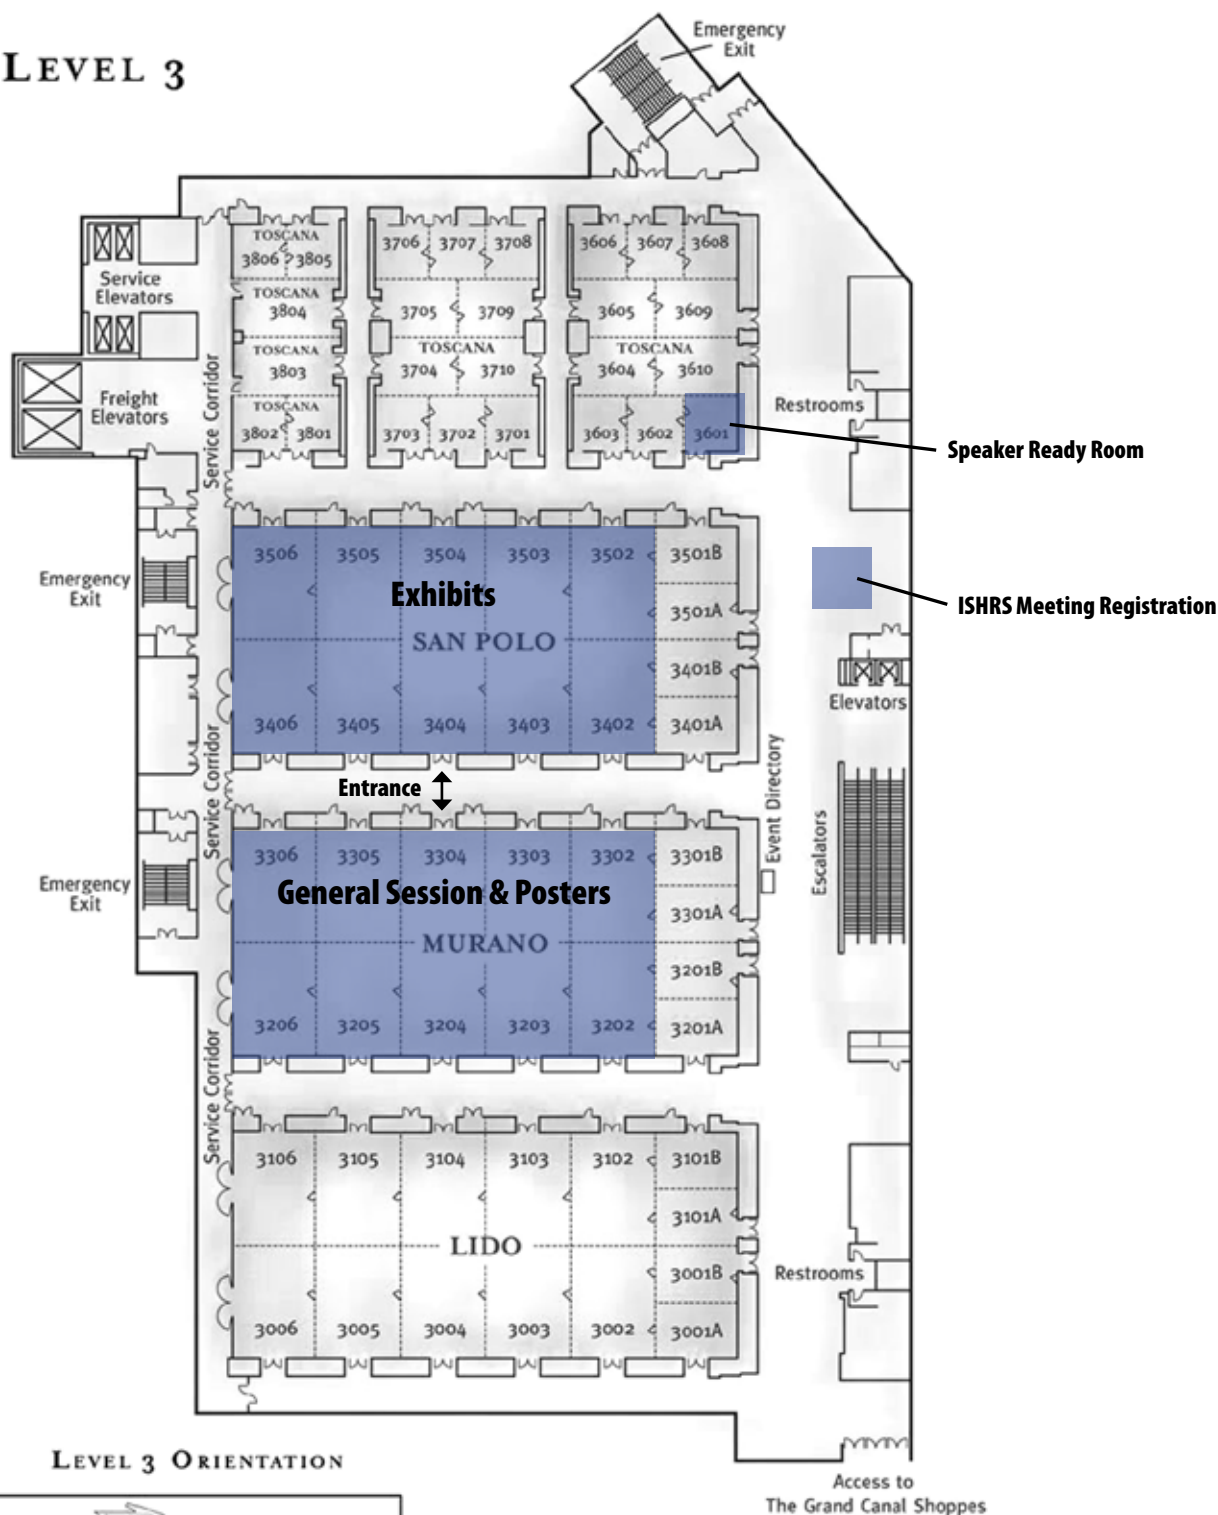 LEVEL 3
Emergency
Exit
TOSCANA
3806 3805
3706 3707 3708
3606 3607 3608
Service
Elevators
TOSCANA
3804
3705 3709
3605 3609
TOSCANA
3803
TOSCANA
3704 3710
TOSCANA
3604 3610
Freight
Elevators
Service Corridor
TOSCANA
3802 3801
3703 3702 3701
3603 3602 3601
Restrooms
Speaker Ready Room
3506 3505 3504 3503 3502 3501B
Emergency
Exit
Exhibits
3501A
ISHRS Meeting Registration
SAN POLO
3401B
Elevators
3406 3405 3404 3403 3402 3401A
Service Corridor
Entrance
Event Directory
Escalators
3306 3305 3304 3303 3302 3301B
Emergency
Exit
General Session & Posters
3301A
MURANO
3201B
3206 3205 3204 3203 3202 3201A
Service Corridor
3106 3105 3104 3103 3102 3101B
3101A
LIDO
3001B
Restrooms
3006 3005 3004 3003 3002 3001A
LEVEL 3 ORIENTATION
Access to
The Grand Canal Shoppes